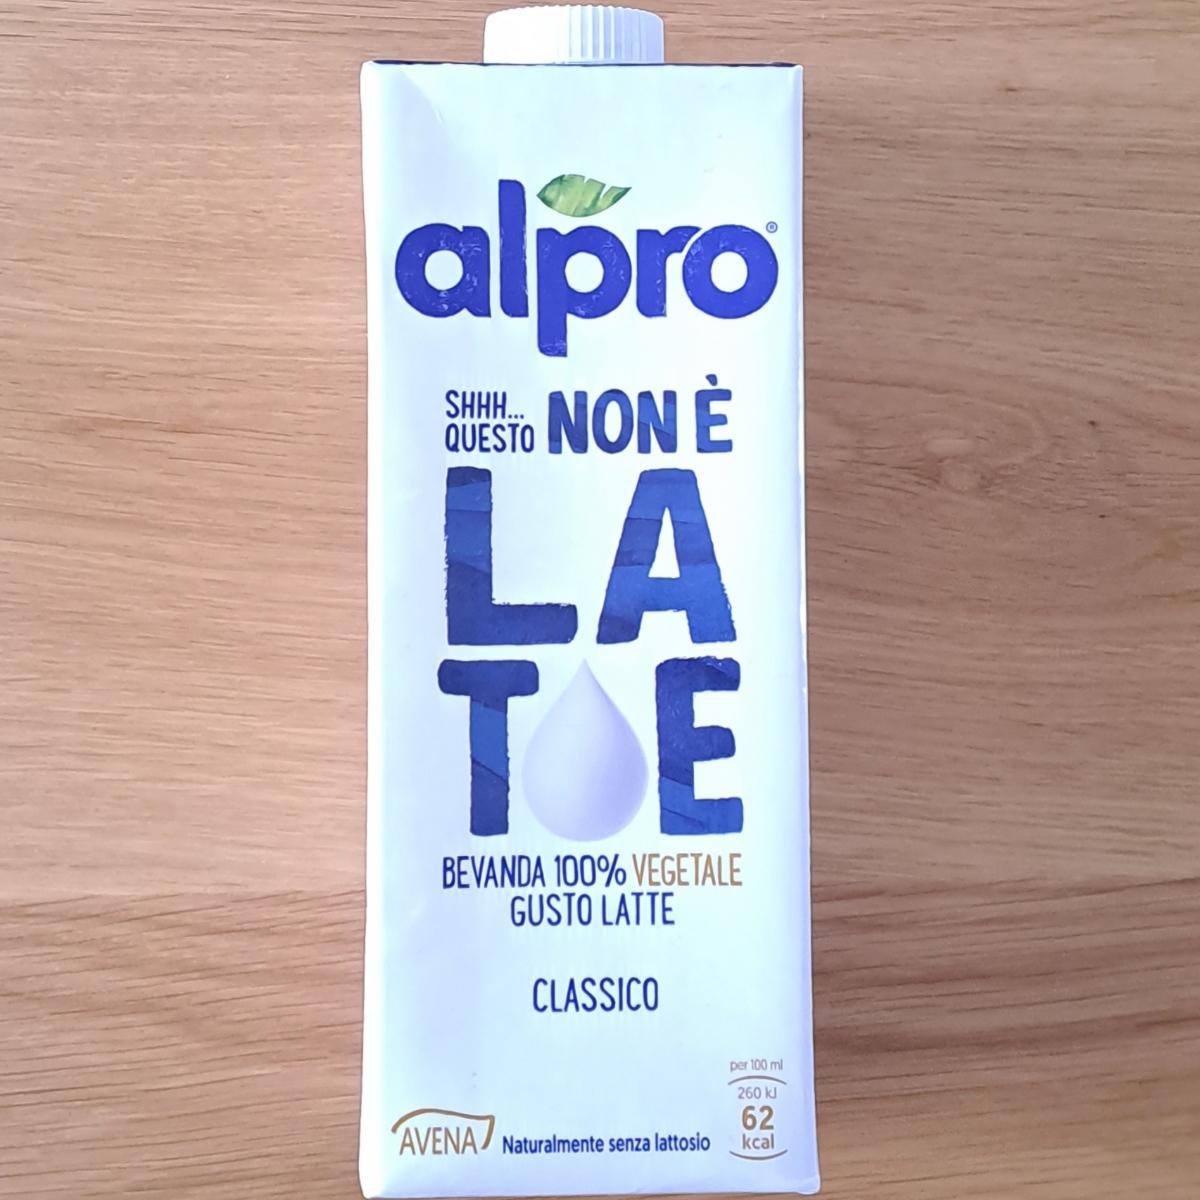 alpro®
SHHH...
QUESTO NON È
LA
TE
BEVANDA 100% VEGETALE
GUSTO LATTE
CLASSICO
per 100 ml
260 kJ
62
kcal
AVENA
Naturalmente senza lattosio